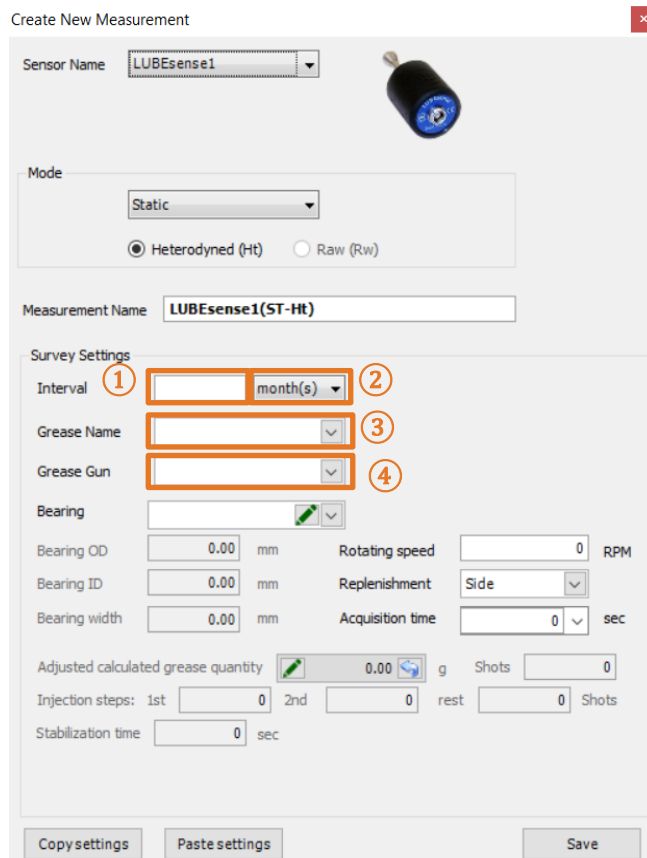 Create New Measurement
Sensor Name LUBEsense1
Mode
Static
Heterodyned (Ht) Raw (Rw)
Measurement Name LUBEsense1(ST-Ht)
Survey Settings
Interval ① month(s) ②
Grease Name ③
Grease Gun ④
Bearing
Bearing OD 0.00 mm Rotating speed 0 RPM
Bearing ID 0.00 mm Replenishment Side
Bearing width 0.00 mm Acquisition time 0 sec
Adjusted calculated grease quantity 0.00 g Shots 0
Injection steps: 1st 0 2nd 0 rest 0 Shots
Stabilization time 0 sec
Copy settings Paste settings Save